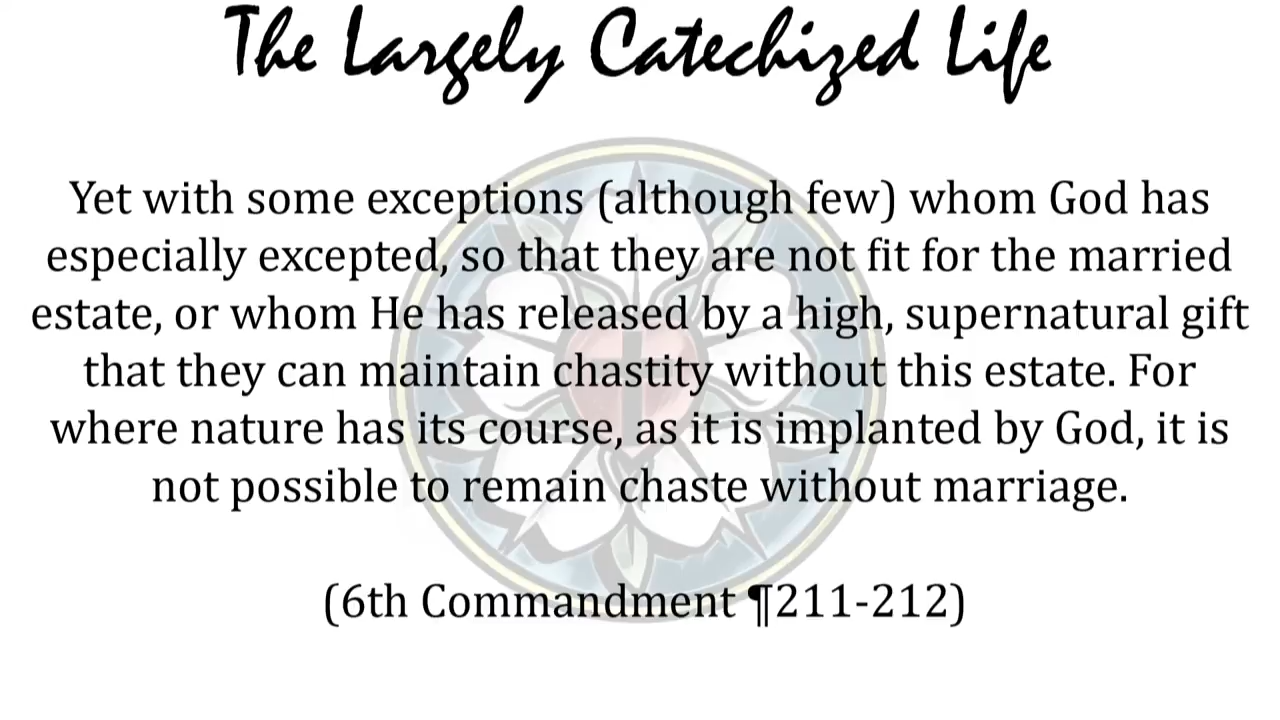 The Largely Catechized Life
Yet with some exceptions (although few) whom God has
especially excepted, so that they are not fit for the married
estate, or whom He has released by a high, supernatural gift
that they can maintain chastity without this estate. For
where nature has its course, as it is implanted by God, it is
not possible to remain chaste without marriage.
(6th Commandment ¶211-212)